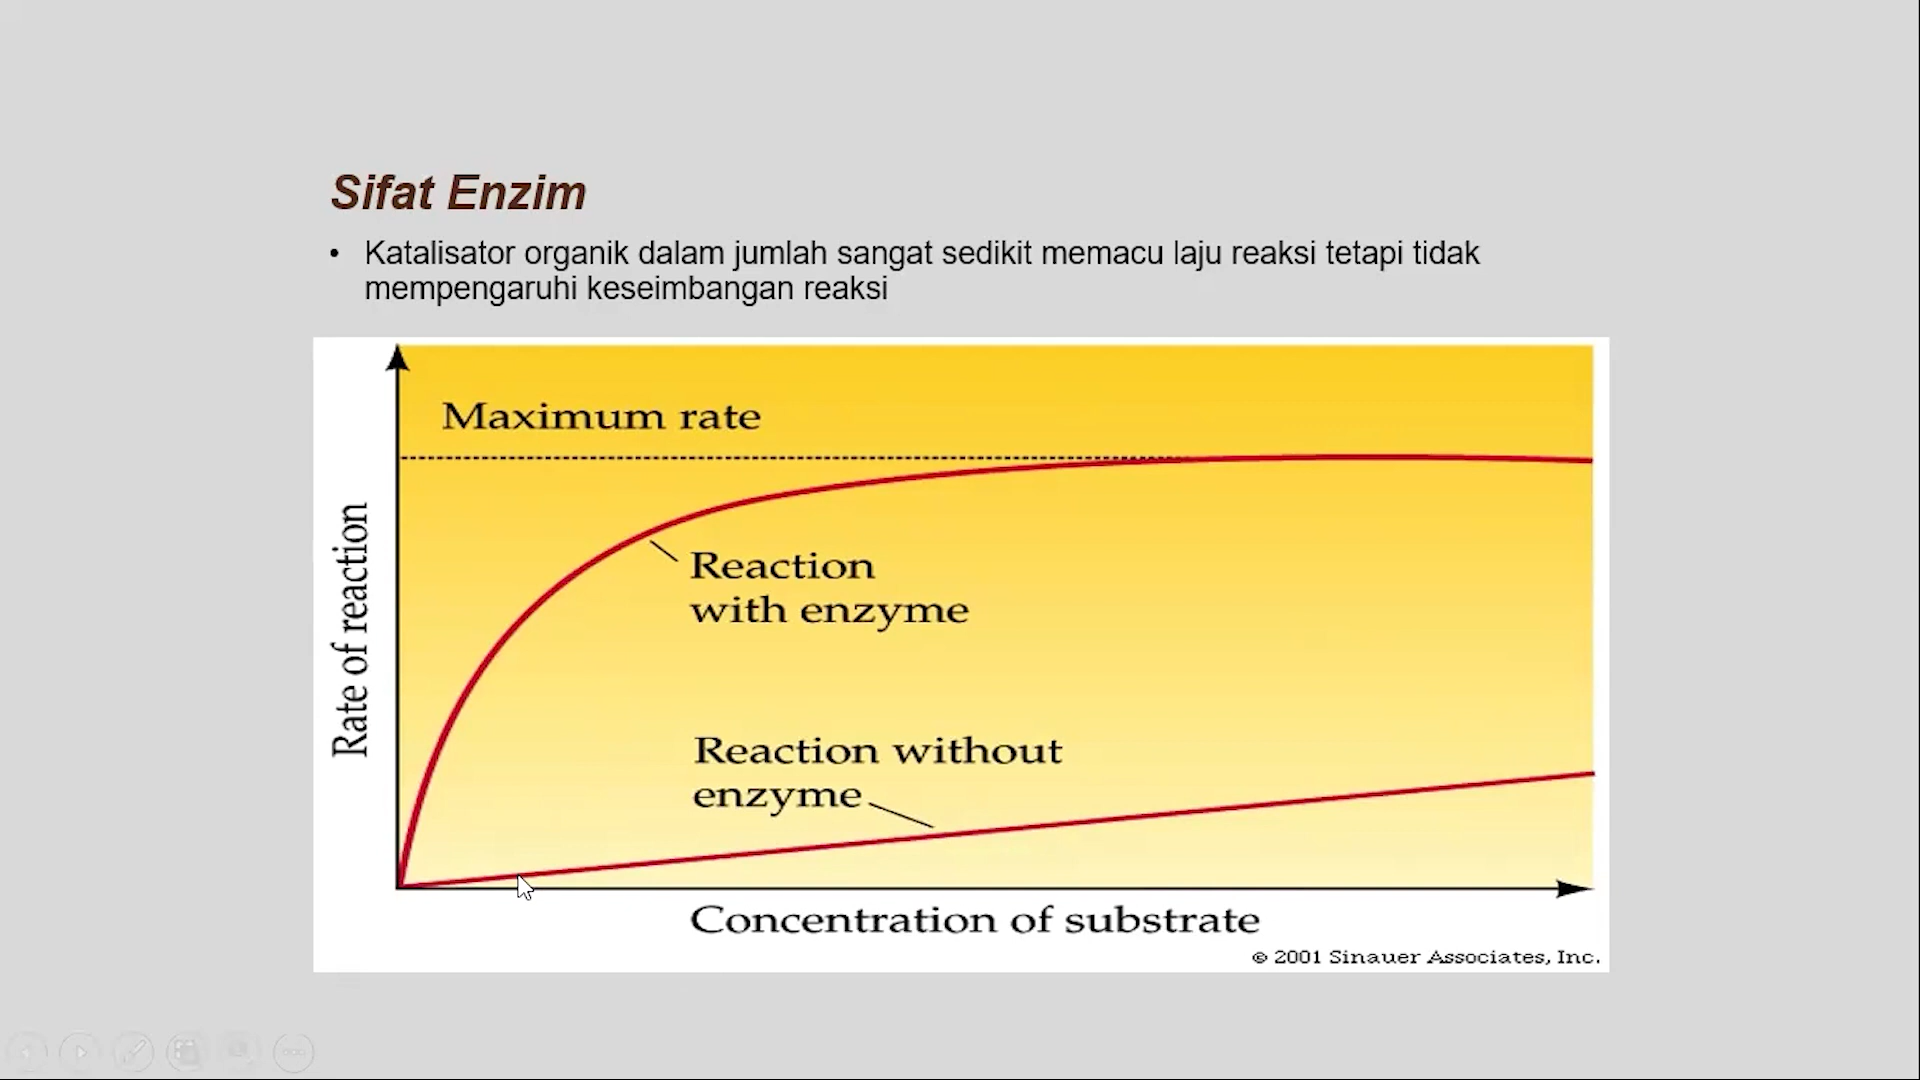 Sifat Enzim
• Katalisator organik dalam jumlah sangat sedikit memacu laju reaksi tetapi tidak
mempengaruhi keseimbangan reaksi
Maximum rate
Rate of reaction
Reaction
with enzyme
Reaction without
enzyme
Concentration of substrate
© 2001 Sinauer Associates, Inc.